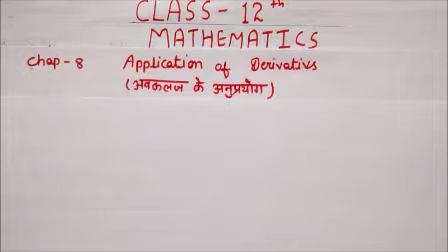 CLASS - 12th
MATHEMATICS
Chap - 8 Application of Derivatives
(अवकलज के अनुप्रयोग)